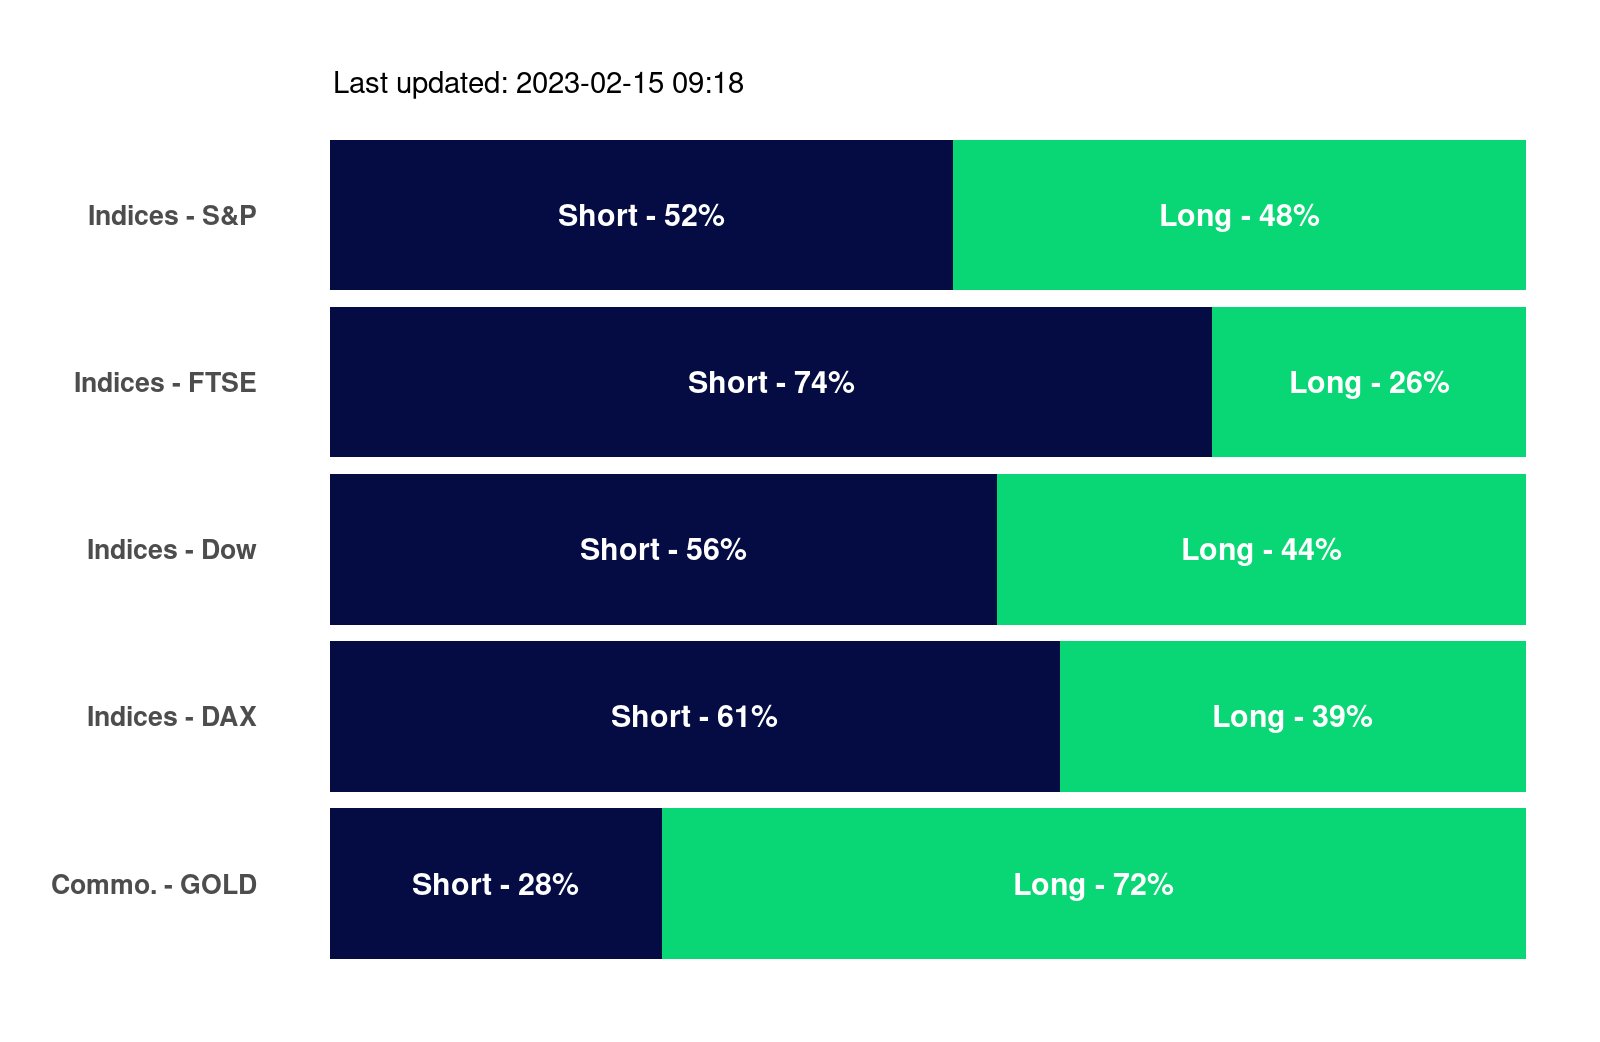 Last updated: 2023-02-15 09:18
Indices - S&P
Short - 52%
Long - 48%
Indices - FTSE
Short - 74%
Long - 26%
Indices - Dow
Short - 56%
Long - 44%
Indices - DAX
Short - 61%
Long - 39%
Commo. - GOLD
Short - 28%
Long - 72%